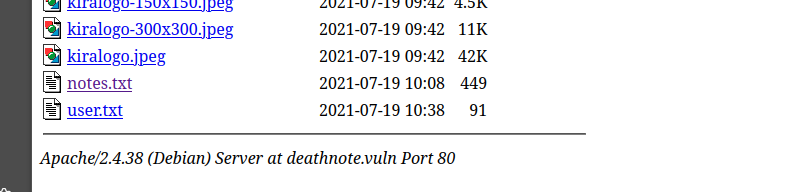 kiralogo-150x150.jpeg 2021-07-19 09:42 4.5K
kiralogo-300x300.jpeg 2021-07-19 09:42 11K
kiralogo.jpeg 2021-07-19 09:42 42K
notes.txt 2021-07-19 10:08 449
user.txt 2021-07-19 10:38 91
Apache/2.4.38 (Debian) Server at deathnote.vuln Port 80